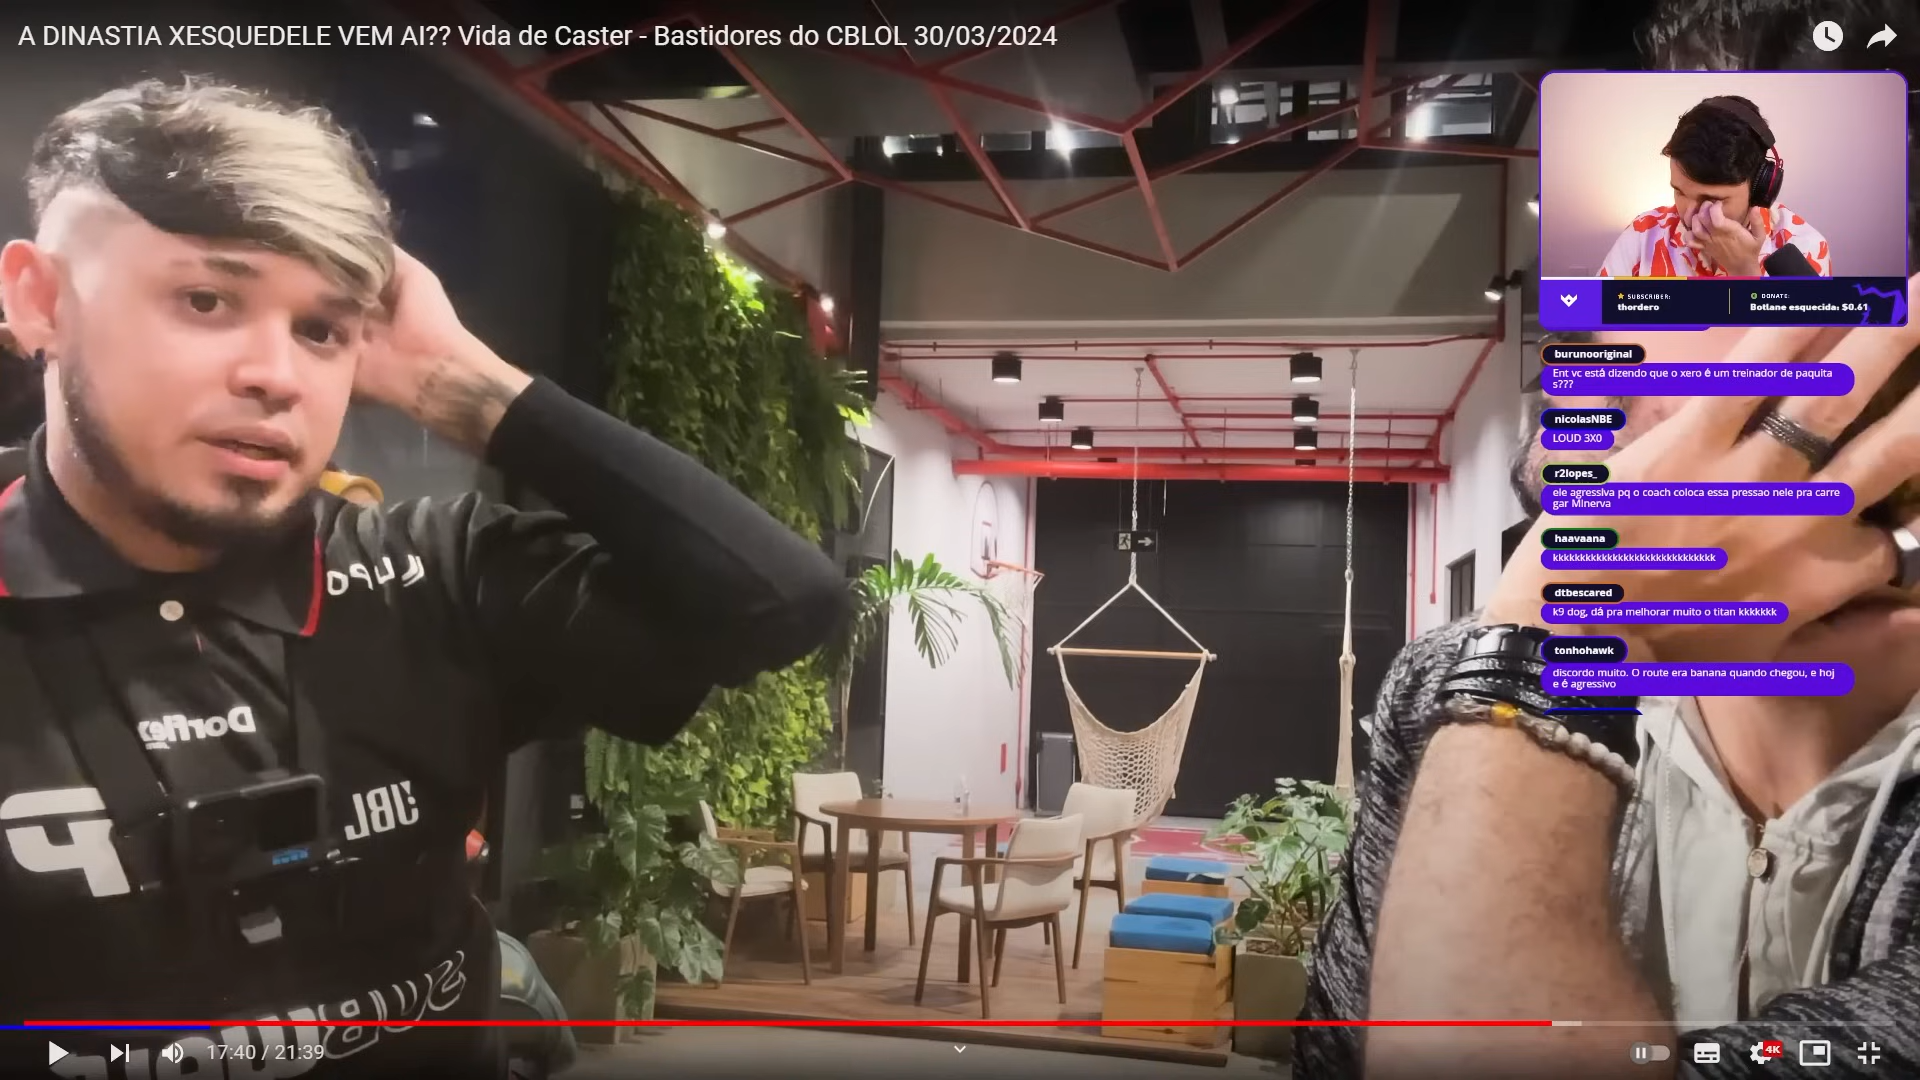 A DINASTIA XESQUEDELE VEM AI?? Vida de Caster - Bastidores do CBLOL 30/03/2024
SUBSCRIBER:
thordero
DONATE:
Botlane esquecida: $0.61
burunooriginal
Ent vc está dizendo que o xero é um treinador de paquita
s???
nicolasNBE
LOUD 3X0
r2lopes_
ele agressiva pq o coach coloca essa pressao nele pra carre
gar Minerva
haavaana
kkkkkkkkkkkkkkkkkkkkkkkkkkkkkk
dtbescared
k9 dog, dá pra melhorar muito o titan kkkkkkk
tonhohawk
discordo muito. O route era banana quando chegou, e hoj
e é agressivo
Dorflex
JBL
17:40 / 21:39
4K